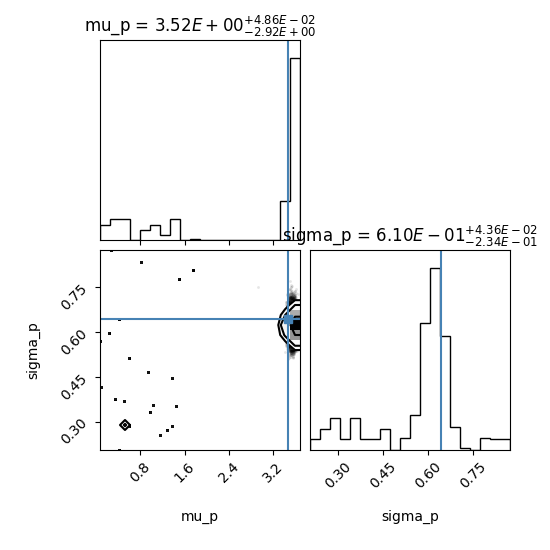 mu_p = 3.52E + 00+4.86E − 02 −2.92E + 00
sigma_p = 6.10E − 01+4.36E − 02 −2.34E − 01
0.75
0.60
0.45
0.30
sigma_p
0.8
1.6
2.4
3.2
mu_p
0.30
0.45
0.60
0.75
sigma_p